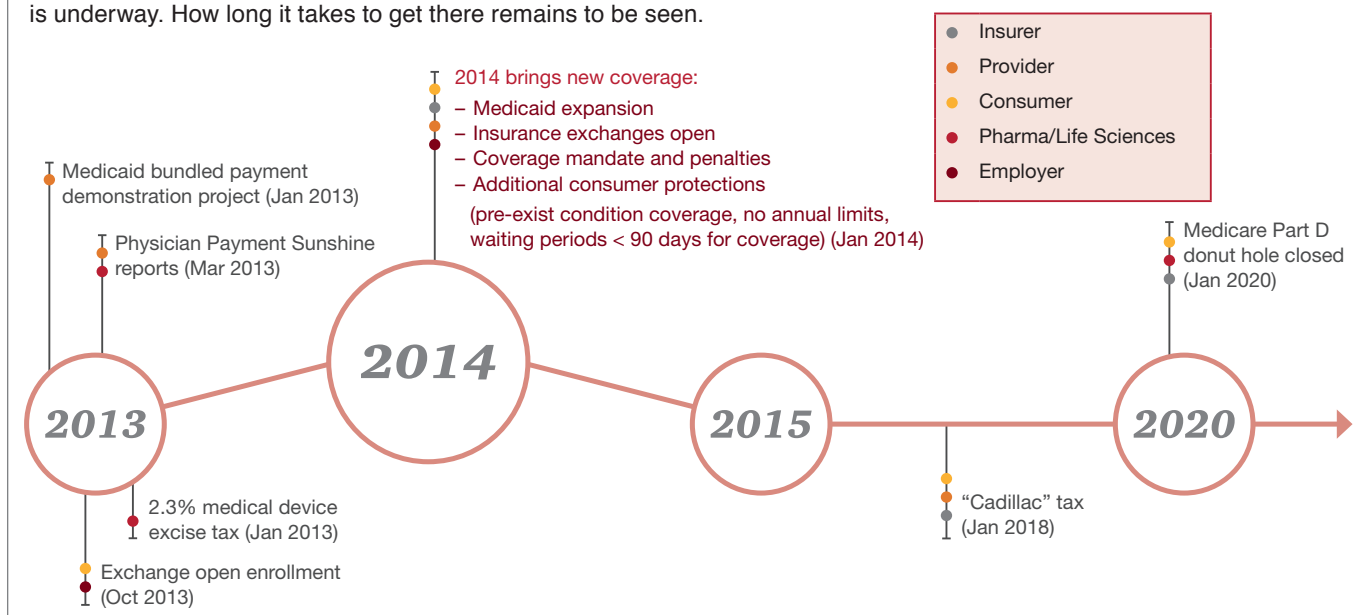 is underway. How long it takes to get there remains to be seen.
Insurer
Provider
Consumer
Pharma/Life Sciences
Employer
2014 brings new coverage:
– Medicaid expansion
– Insurance exchanges open
– Coverage mandate and penalties
– Additional consumer protections
(pre-exist condition coverage, no annual limits,
waiting periods < 90 days for coverage) (Jan 2014)
Medicaid bundled payment
demonstration project (Jan 2013)
Physician Payment Sunshine
reports (Mar 2013)
Medicare Part D
donut hole closed
(Jan 2020)
2013
2014
2015
2020
2.3% medical device
excise tax (Jan 2013)
Exchange open enrollment
(Oct 2013)
“Cadillac” tax
(Jan 2018)